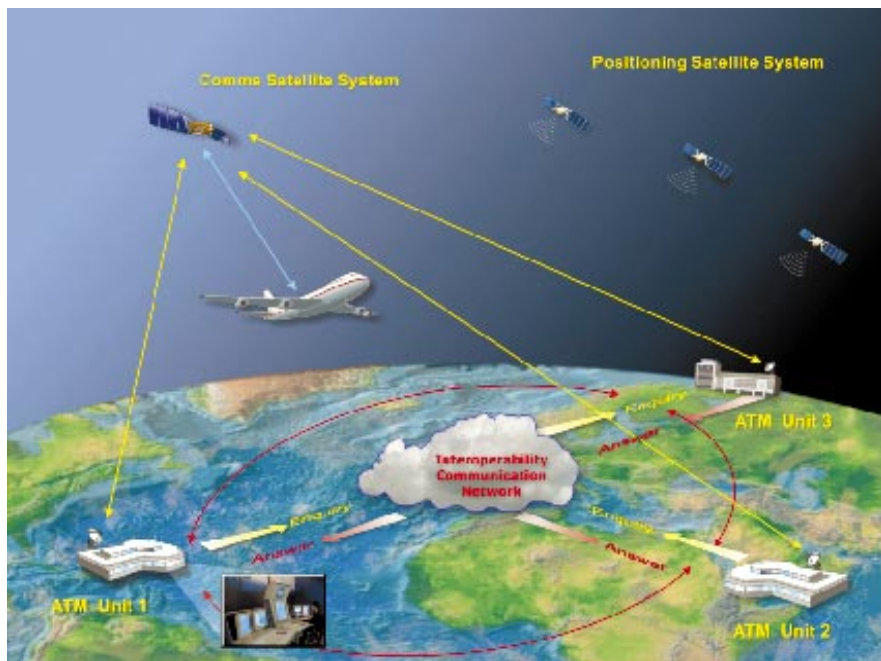 Comms Satellite System
Positioning Satellite System
Enquiry
Answer
ATM Unit 3
Interoperability
Communication
Network
Enquiry
Answer
Enquiry
Answer
ATM Unit 1
ATM Unit 2